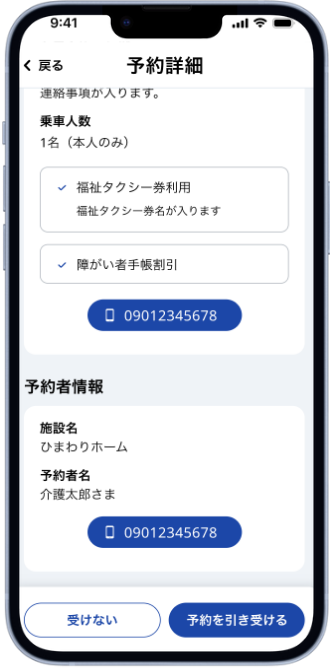 9:41
戻る
予約詳細
連絡事項が入ります。
乗車人数
1名（本人のみ）
福祉タクシー券利用
福祉タクシー券名が入ります
障がい者手帳割引
09012345678
予約者情報
施設名
ひまわりホーム
予約者名
介護太郎さま
09012345678
受けない
予約を引き受ける